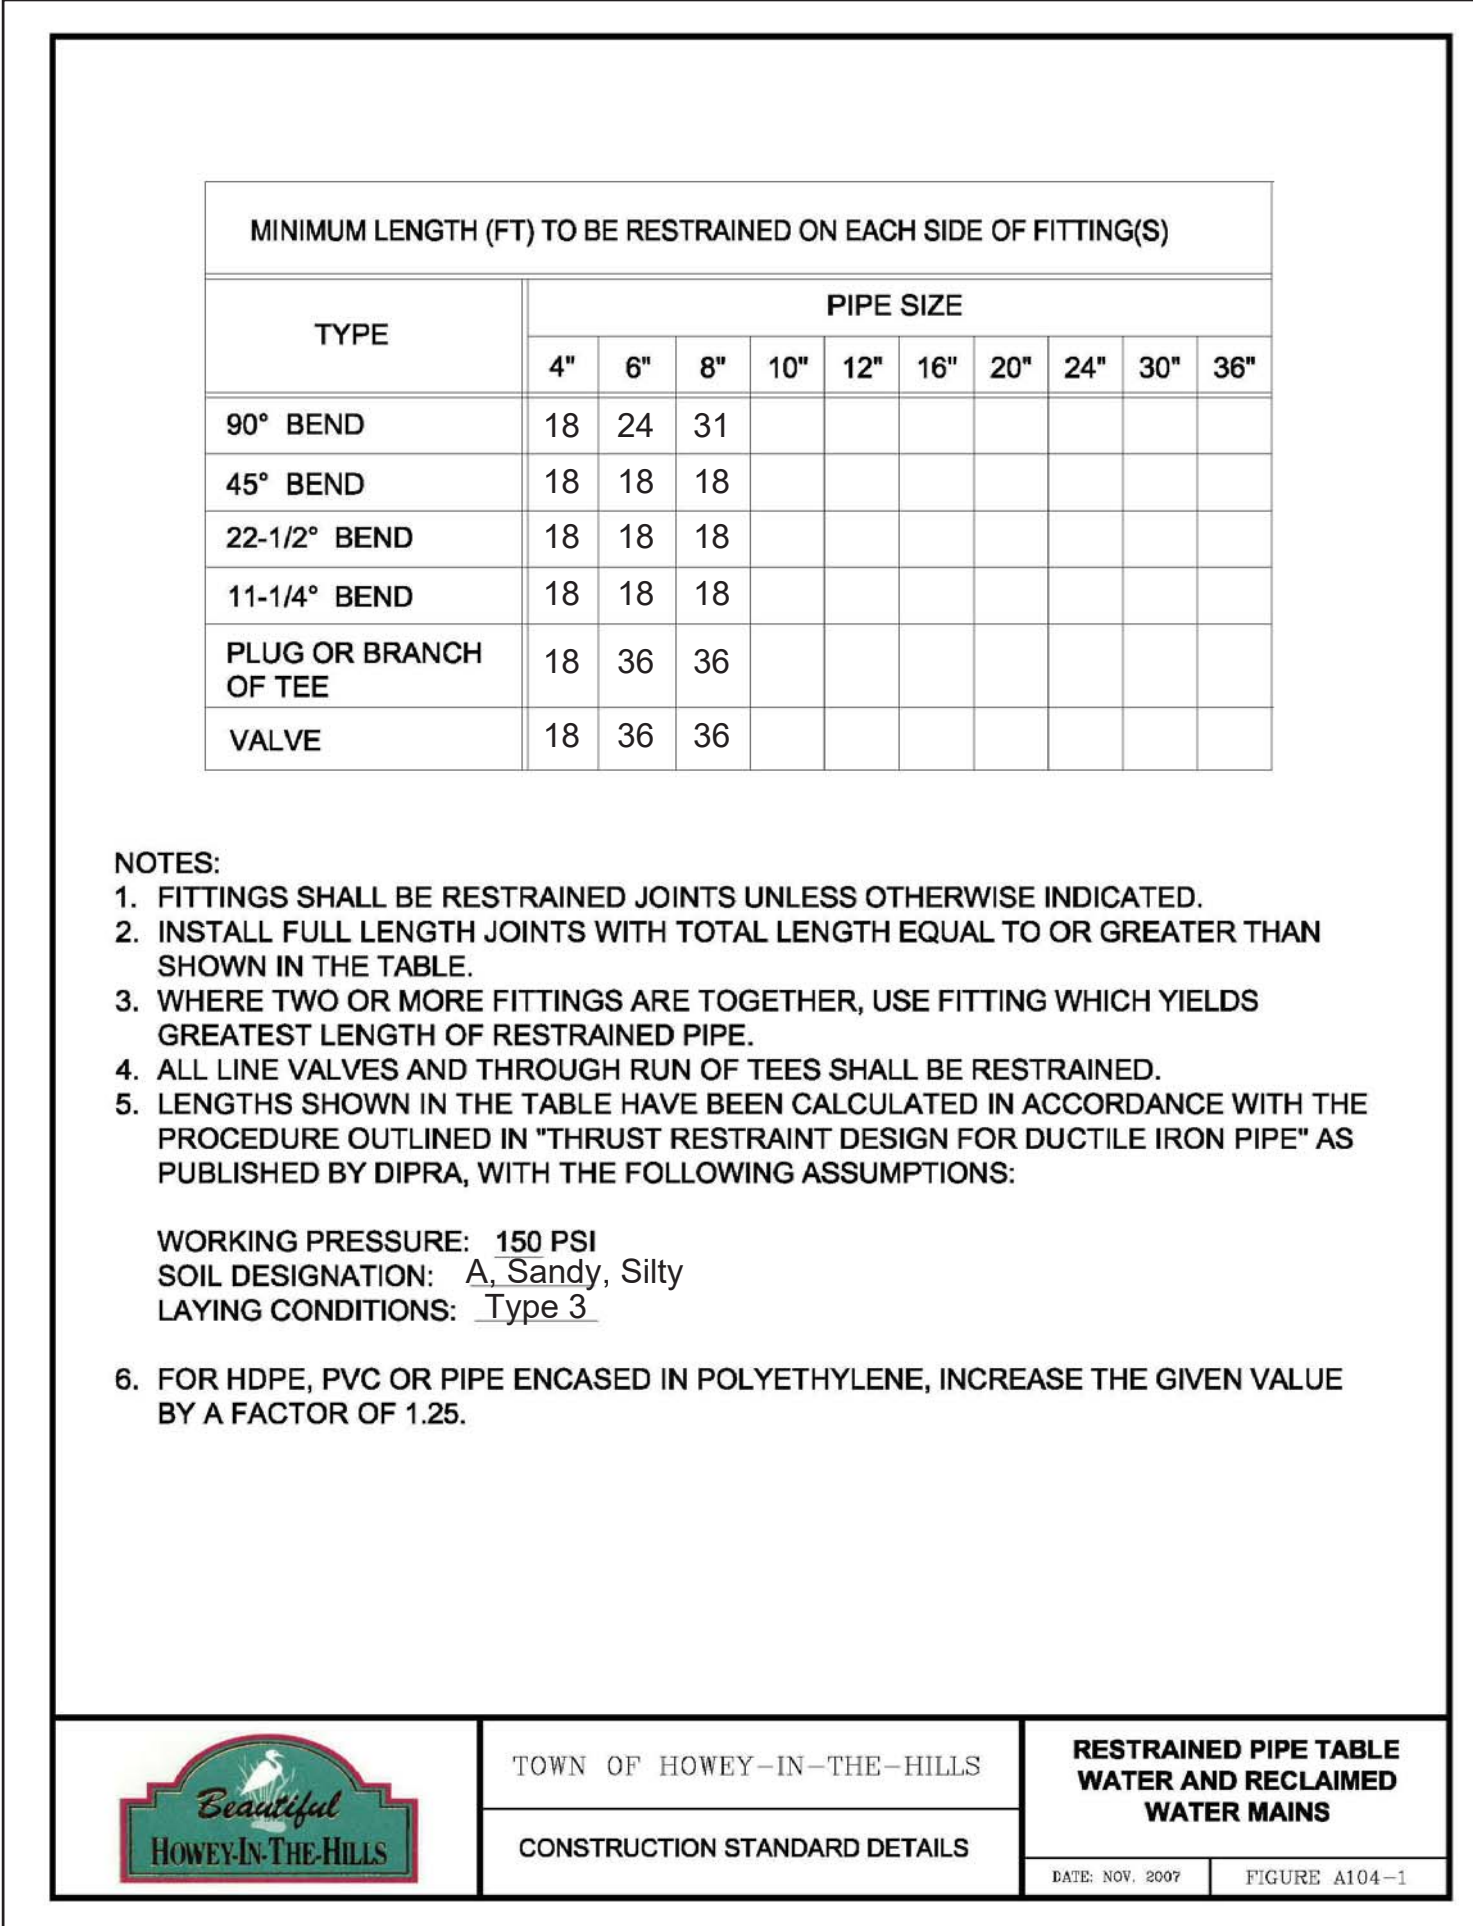 MINIMUM LENGTH (FT) TO BE RESTRAINED ON EACH SIDE OF FITTING(S)
TYPE
PIPE SIZE
4" 6" 8" 10" 12" 16" 20" 24" 30" 36"
90° BEND 18 24 31
45° BEND 18 18 18
22-1/2° BEND 18 18 18
11-1/4° BEND 18 18 18
PLUG OR BRANCH
OF TEE 18 36 36
VALVE 18 36 36
NOTES:
1. FITTINGS SHALL BE RESTRAINED JOINTS UNLESS OTHERWISE INDICATED.
2. INSTALL FULL LENGTH JOINTS WITH TOTAL LENGTH EQUAL TO OR GREATER THAN
SHOWN IN THE TABLE.
3. WHERE TWO OR MORE FITTINGS ARE TOGETHER, USE FITTING WHICH YIELDS
GREATEST LENGTH OF RESTRAINED PIPE.
4. ALL LINE VALVES AND THROUGH RUN OF TEES SHALL BE RESTRAINED.
5. LENGTHS SHOWN IN THE TABLE HAVE BEEN CALCULATED IN ACCORDANCE WITH THE
PROCEDURE OUTLINED IN "THRUST RESTRAINT DESIGN FOR DUCTILE IRON PIPE" AS
PUBLISHED BY DIPRA, WITH THE FOLLOWING ASSUMPTIONS:
WORKING PRESSURE: 150 PSI
SOIL DESIGNATION: A, Sandy, Silty
LAYING CONDITIONS: Type 3
6. FOR HDPE, PVC OR PIPE ENCASED IN POLYETHYLENE, INCREASE THE GIVEN VALUE
BY A FACTOR OF 1.25.
Beautiful
HOWEY-IN-THE-HILLS
TOWN OF HOWEY-IN-THE-HILLS
CONSTRUCTION STANDARD DETAILS
RESTRAINED PIPE TABLE
WATER AND RECLAIMED
WATER MAINS
DATE: NOV. 2007
FIGURE A104-1